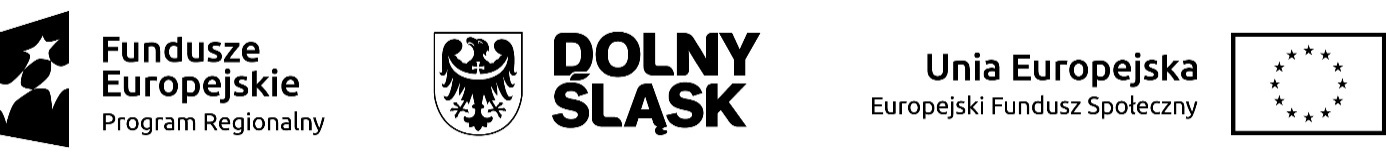 Fundusze
Europejskie
Program Regionalny
DOLNY
ŚLĄSK
Unia Europejska
Europejski Fundusz Społeczny